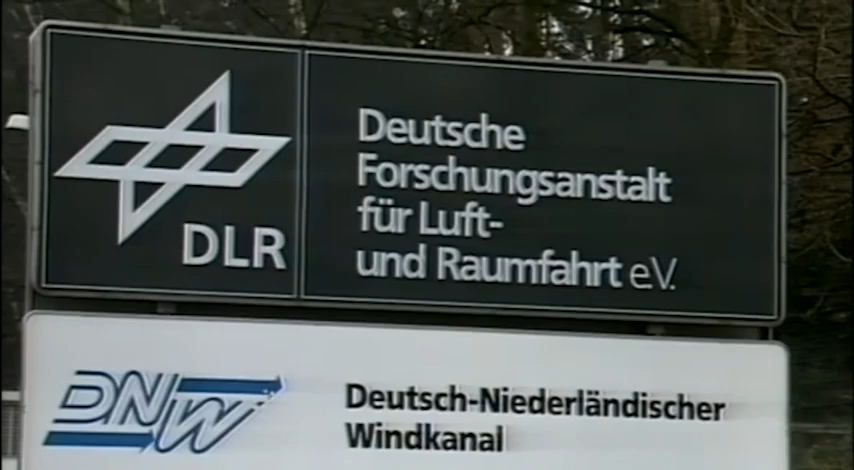 DLR
Deutsche
Forschungsanstalt
für Luft-
und Raumfahrt e.V.
DNW
Deutsch-Niederländischer
Windkanal